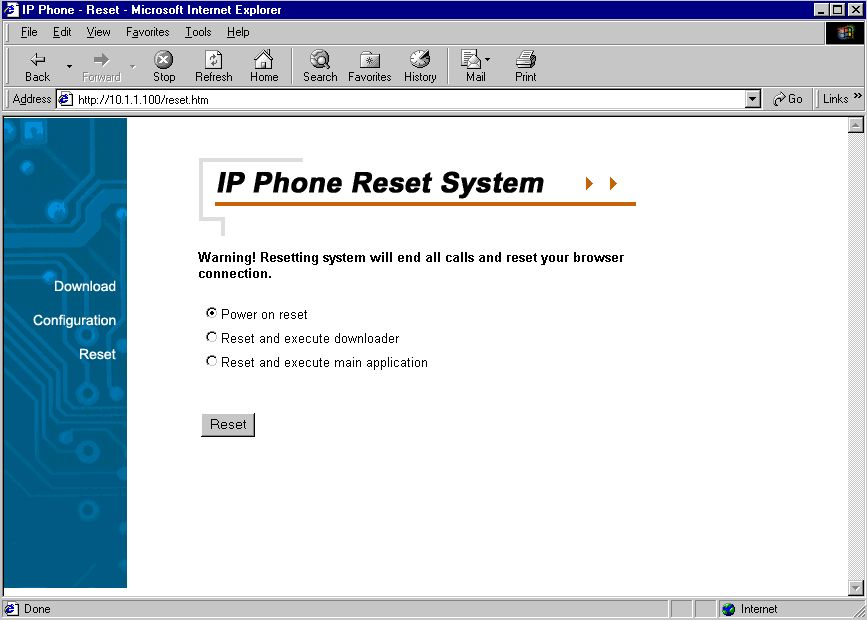 IP Phone - Reset - Microsoft Internet Explorer
File Edit View Favorites Tools Help
Back Forward Stop Refresh Home Search Favorites History Mail Print
Address http://10.1.1.100/reset.htm Go Links »
IP Phone Reset System
Warning! Resetting system will end all calls and reset your browser
connection.
Download
Configuration
Reset
Power on reset
Reset and execute downloader
Reset and execute main application
Reset
Done Internet